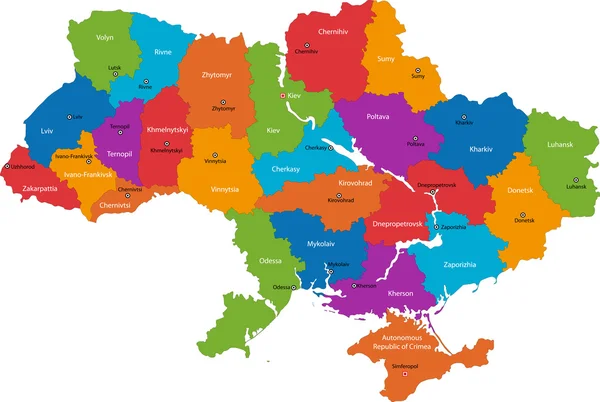 Chernihiv
Volyn
Rivne
Chernihiv
Sumy
Lutsk
Zhytomyr
Sumy
Rivne
Kiev
Zhytomyr
Poltava
Lviv
Lviv
Ternopil
Khmelnytskyi
Kiev
Kharkiv
Kharkiv
Luhansk
Poltava
Cherkasy
Khmelnytskyi
Ivano-Frankivsk
Ternopil
Vinnytsia
Uzhhorod
Cherkasy
Ivano-Frankivsk
Luhansk
Zakarpattia
Chernivtsi
Vinnytsia
Kirovohrad
Dnepropetrovsk
Donetsk
Chernivtsi
Kirovohrad
Donetsk
Dnepropetrovsk
Zaporizhia
Mykolaiv
Odessa
Mykolaiv
Zaporizhia
Odessa
Kherson
Kherson
Autonomous
Republic of Crimea
Simferopol